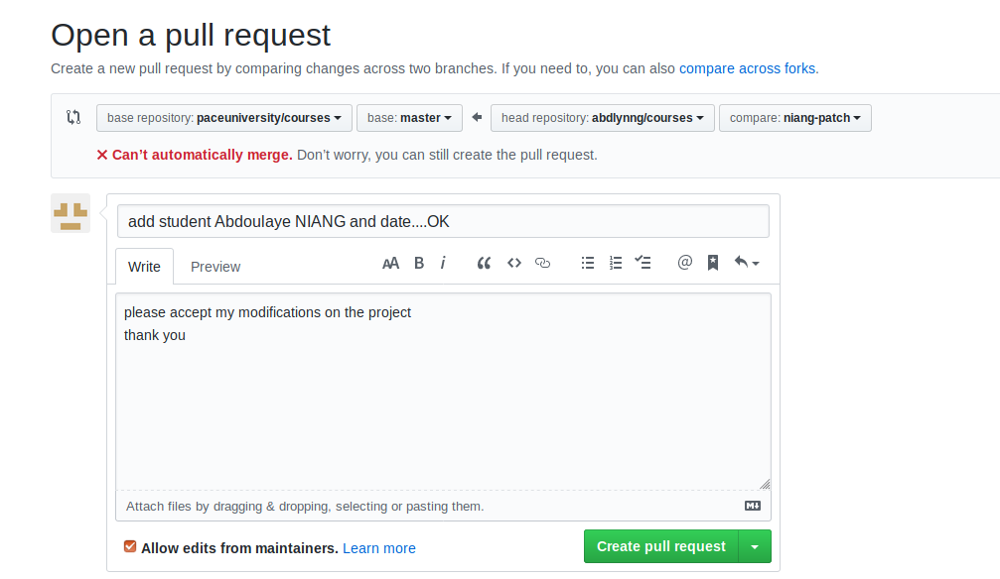 Open a pull request
Create a new pull request by comparing changes across two branches. If you need to, you can also compare across forks.
base repository: paceuniversity/courses base: master head repository: abdlynng/courses compare: niang-patch
Can't automatically merge. Don't worry, you can still create the pull request.
add student Abdoulaye NIANG and date....OK
Write Preview AA B i @
please accept my modifications on the project
thank you
Attach files by dragging & dropping, selecting or pasting them.
Allow edits from maintainers. Learn more Create pull request